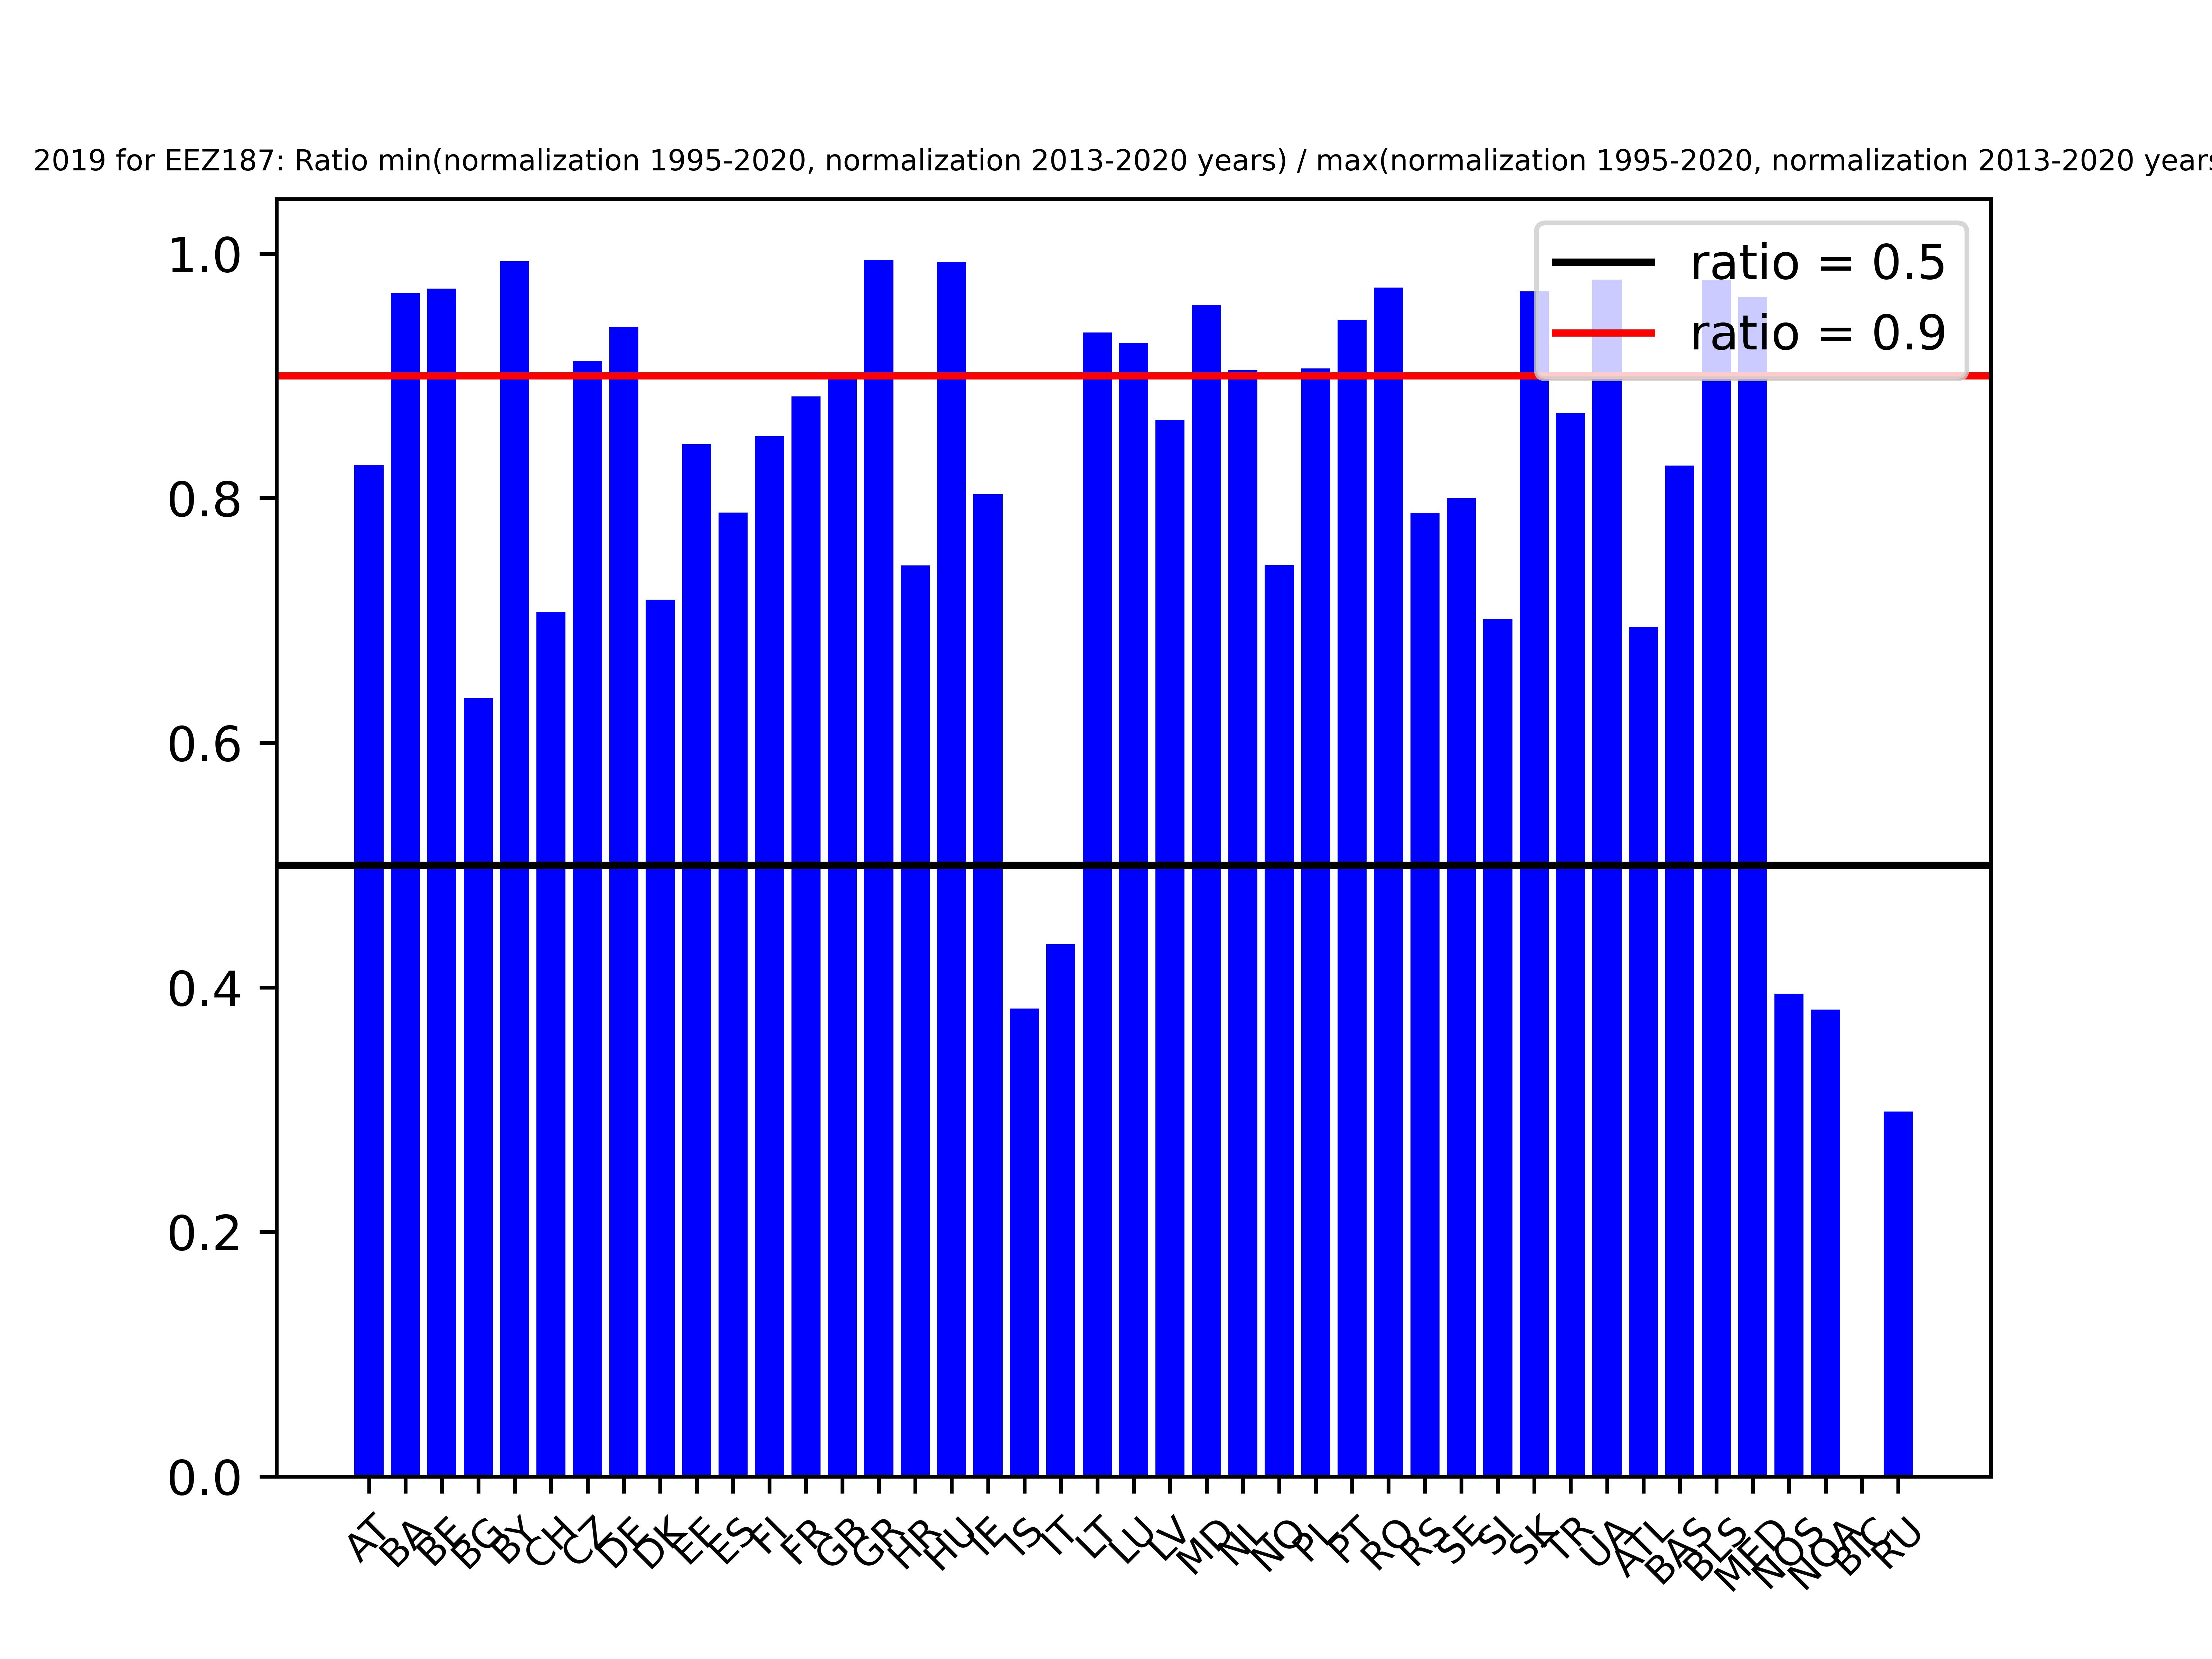 2019 for EEZ187: Ratio min(normalization 1995-2020, normalization 2013-2020 years) / max(normalization 1995-2020, normalization 2013-2020 years
ratio = 0.5
ratio = 0.9
1.0
0.8
0.6
0.4
0.2
0.0
AT BA BE BG BY CH CZ DE DK EE ES FI FR GB GR HR HU IE IS IT LT LU LV MD NL NO PL PT RO RS SE SI SK TR UA ATL BAS BLS MED NOS NOA RU